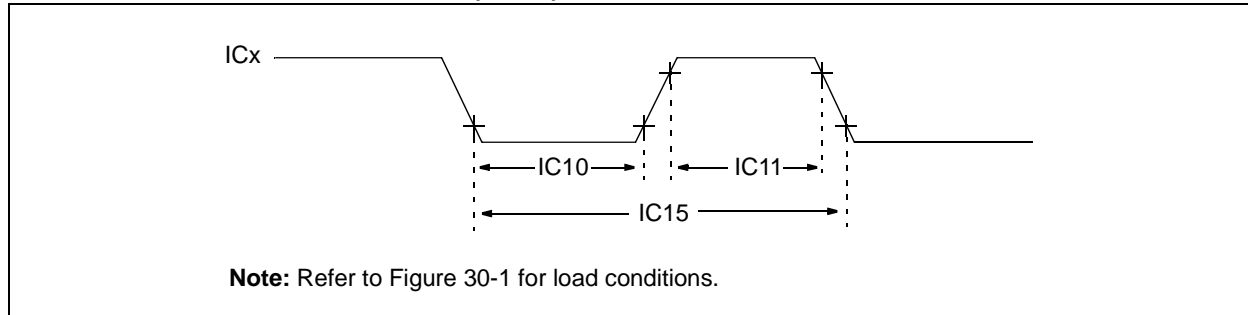 ICx
IC10
IC11
IC15
Note: Refer to Figure 30-1 for load conditions.